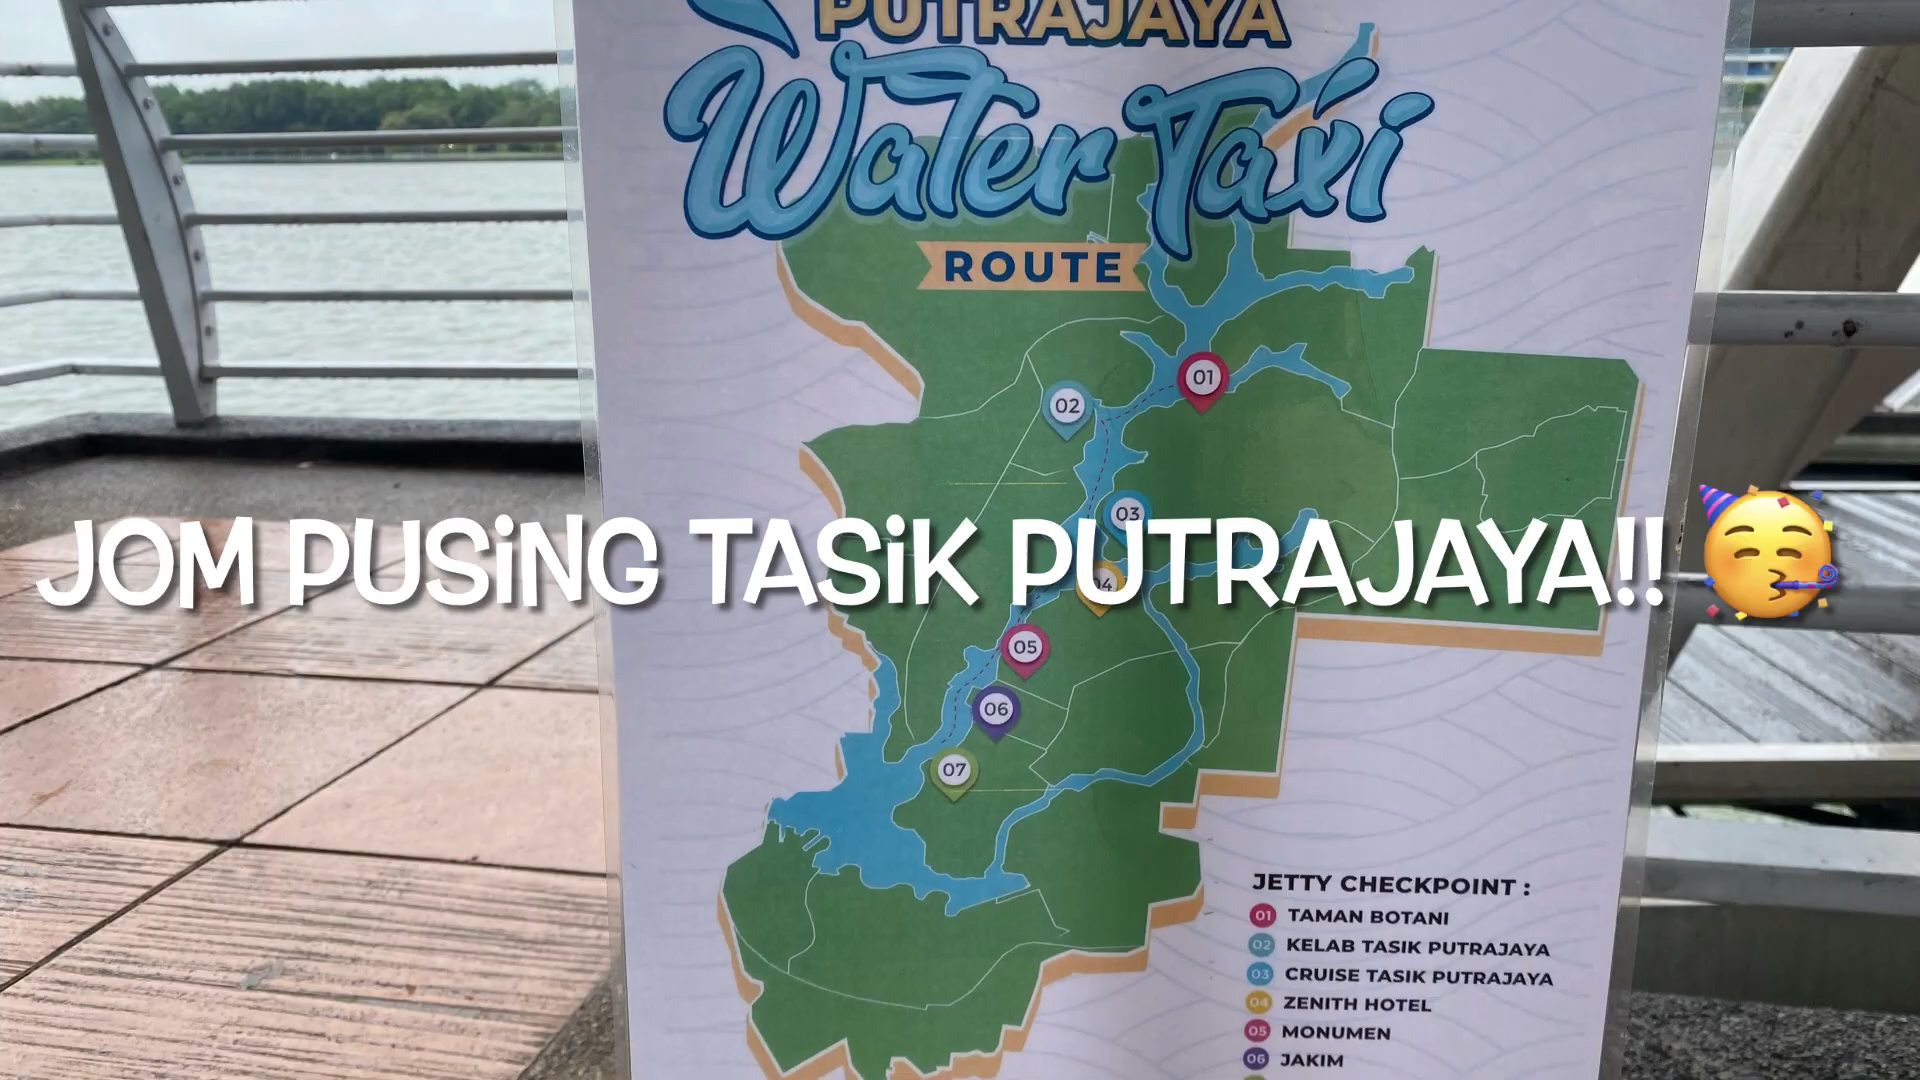 PUTRAJAYA
Water Taxi
ROUTE
01
02
03
JOM PUSiNG TASiK PUTRAJAYA!! 🥳
04
05
06
07
JETTY CHECKPOINT :
01 TAMAN BOTANI
02 KELAB TASIK PUTRAJAYA
03 CRUISE TASIK PUTRAJAYA
04 ZENITH HOTEL
05 MONUMEN
06 JAKIM